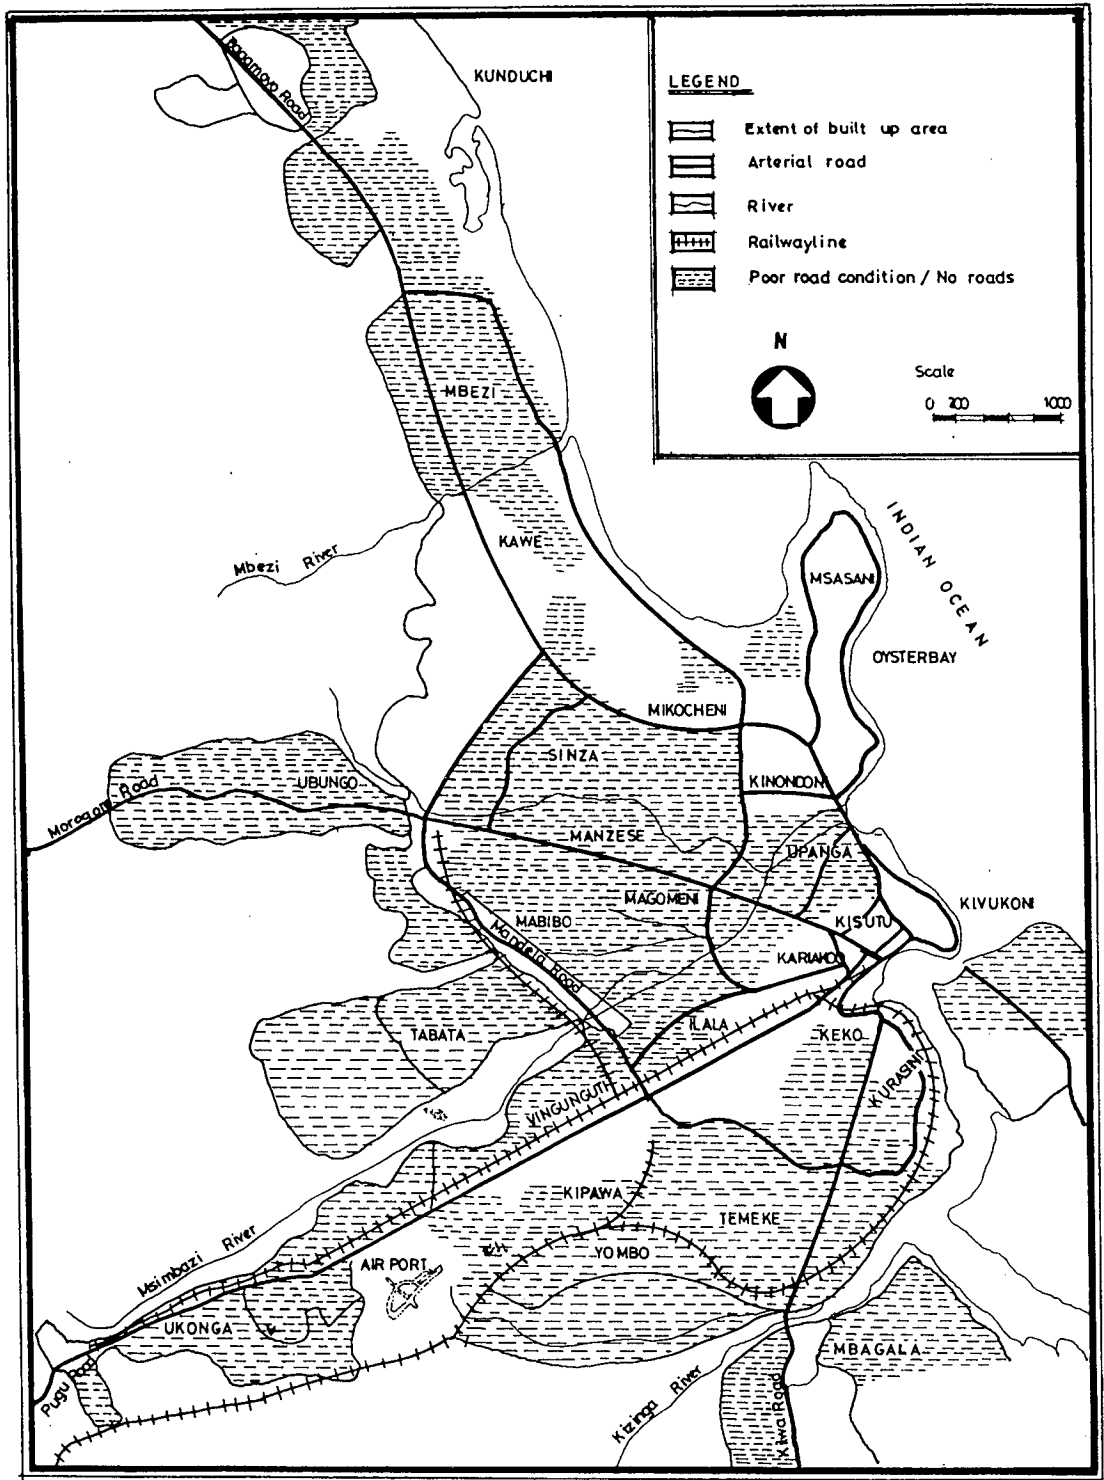 KUNDUCHI
Bagamoyo Road
LEGEND
Extent of built up area
Arterial road
River
Railwayline
Poor road condition / No roads
N
Scale
0 200 1000
MBEZI
KAWE
Mbezi River
INDIAN OCEAN
MSASANI
OYSTERBAY
MIKOCHENI
SINZA
UBUNGO
KINONDONI
Morogoro Road
MANZESE
UPANGA
MAGOMENI
KIVUKONI
MABIBO
KISUTU
Mandela Road
KARIAKOO
TABATA
ILALA
KEKO
KURASINI
VINGUNGUTI
KIPAWA
TEMEKE
Msimbazi River
YOMBO
AIR PORT
UKONGA
MBAGALA
Pugu Road
Kizinga River
Kilwa Road